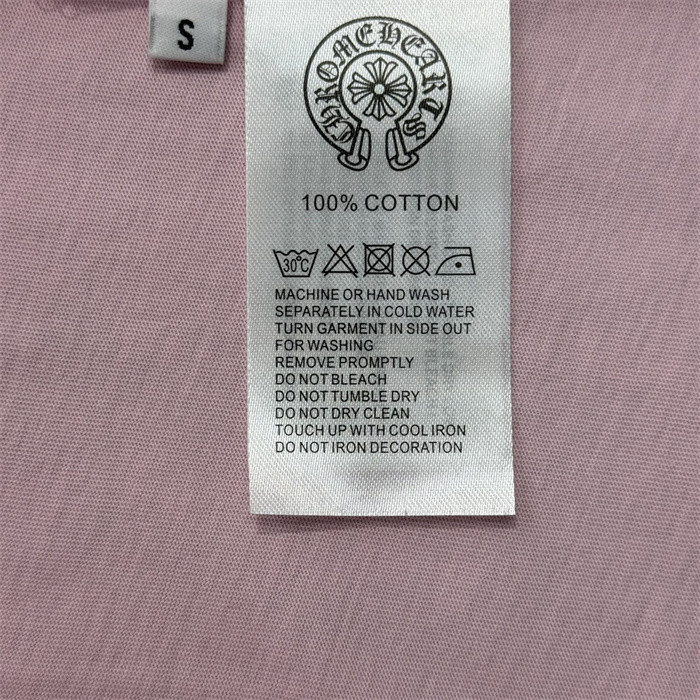 S
CHROMEHEARTS
100% COTTON
30°C
MACHINE OR HAND WASH
SEPARATELY IN COLD WATER
TURN GARMENT IN SIDE OUT
FOR WASHING
REMOVE PROMPTLY
DO NOT BLEACH
DO NOT TUMBLE DRY
DO NOT DRY CLEAN
TOUCH UP WITH COOL IRON
DO NOT IRON DECORATION